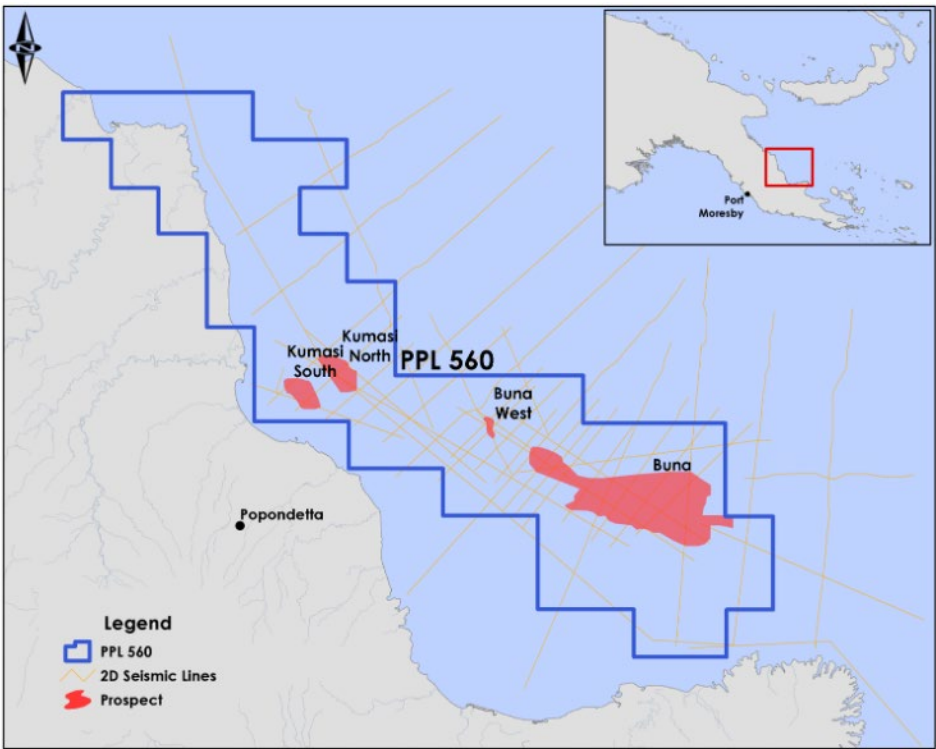 Port
Moresby
Kumasi
North
Kumasi
South
PPL 560
Buna
West
Buna
Popondetta
Legend
PPL 560
2D Seismic Lines
Prospect